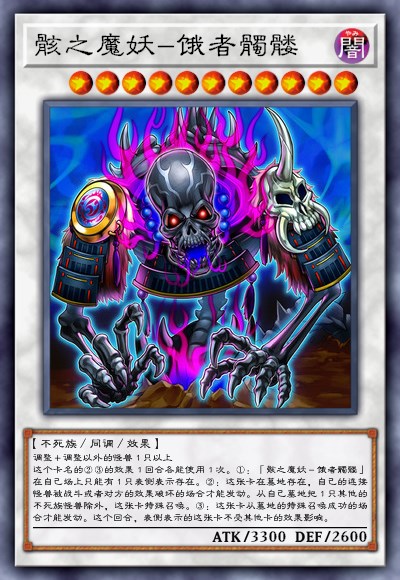 骸之魔妖-饿者髑髅
やみ
闇
【不死族/同调/效果】
调整+调整以外的怪兽1只以上
这个卡名的②③的效果1回合各能使用1次。①:「骸之魔妖-饿者髑髅」
在自己场上只能有1只表侧表示存在。②:这张卡在墓地存在,自己的连接
怪兽被战斗或者对方的效果破坏的场合才能发动。从自己墓地把1只其他的
不死族怪兽除外,这张卡特殊召唤。③:这张卡从墓地的特殊召唤成功的场
合才能发动。这个回合,表侧表示的这张卡不受其他卡的效果影响。
ATK/3300 DEF/2600